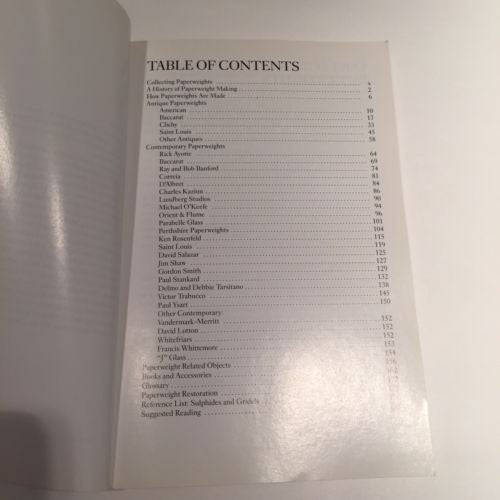 TABLE OF CONTENTS
Collecting Paperweights
A History of Paperweight Making 2
How Paperweights Are Made 6
Antique Paperweights
American 10
Baccarat 17
Clichy 33
Saint Louis 45
Other Antiques 58
Contemporary Paperweights
Rick Ayotte 64
Baccarat 69
Ray and Bob Banford 74
Correia 81
D'Albret 84
Charles Kaziun 86
Lundberg Studios 90
Michael O'Keefe 94
Orient & Flume 96
Parabelle Glass 101
Perthshire Paperweights 104
Ken Rosenfeld 115
Saint Louis 119
David Salazar 125
Jim Shaw 127
Gordon Smith 129
Paul Stankard 132
Delmo and Debbie Tarsitano 138
Victor Trabucco 145
Paul Ysart 150
Other Contemporary:
Vandermark-Merritt 152
David Lotton 152
Whitefriars 152
Francis Whittemore 153
"J" Glass 154
Paperweight Related Objects 156
Books and Accessories
Glossary
Paperweight Restoration
Reference List: Sulphides and Gridels
Suggested Reading